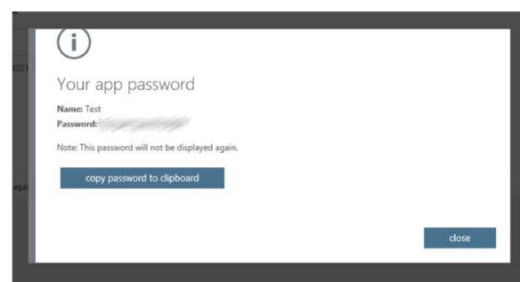 Your app password
Name: Test
Password:
Note: This password will not be displayed again.
copy password to clipboard
close